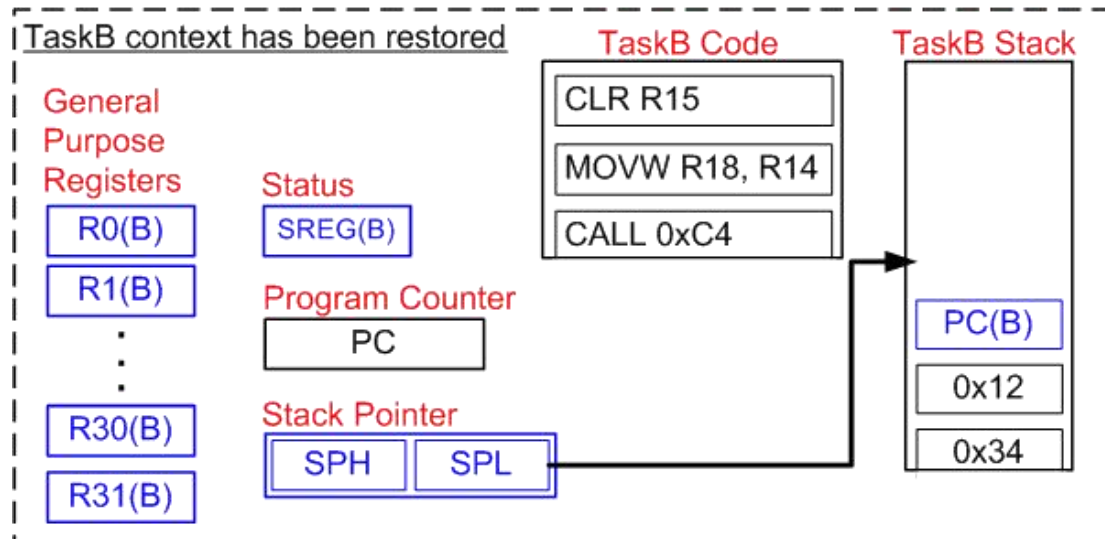 TaskB context has been restored
General
Purpose
Registers
R0(B)
R1(B)
R30(B)
R31(B)
Status
SREG(B)
Program Counter
PC
Stack Pointer
SPH SPL
TaskB Code
CLR R15
MOVW R18, R14
CALL 0xC4
TaskB Stack
PC(B)
0x12
0x34